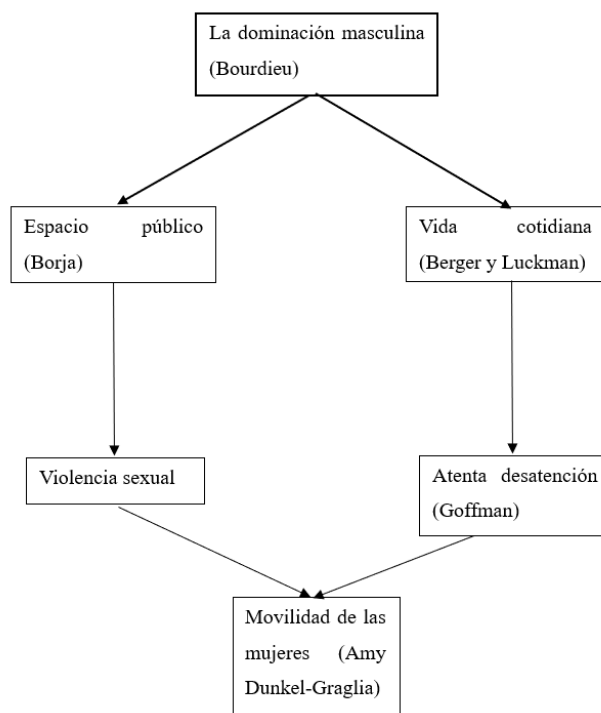 La dominación masculina
(Bourdieu)
Espacio público
(Borja)
Vida cotidiana
(Berger y Luckman)
Violencia sexual
Atenta desatención
(Goffman)
Movilidad de las
mujeres (Amy
Dunkel-Graglia)